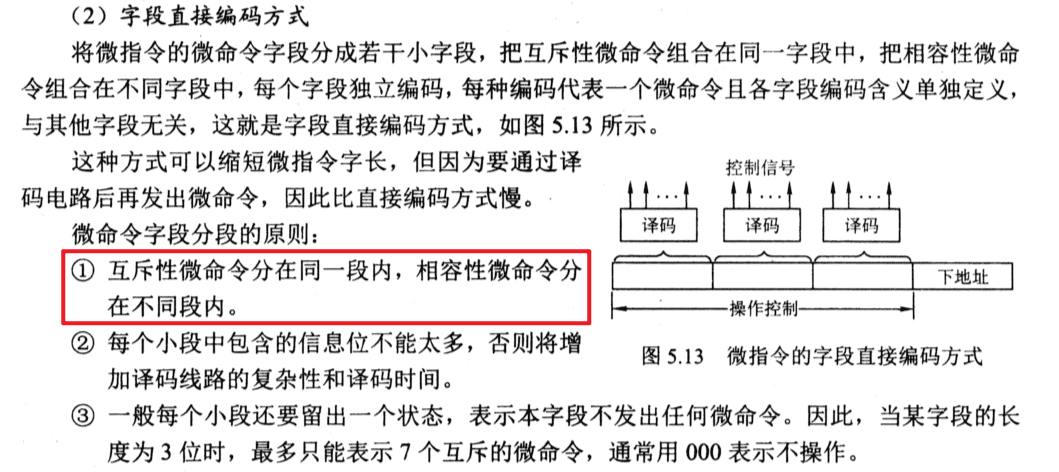 （2）字段直接编码方式
将微指令的微命令字段分成若干小字段，把互斥性微命令组合在同一字段中，把相容性微命
令组合在不同字段中，每个字段独立编码，每种编码代表一个微命令且各字段编码含义单独定义，
与其他字段无关，这就是字段直接编码方式，如图 5.13 所示。
这种方式可以缩短微指令字长，但因为要通过译
码电路后再发出微命令，因此比直接编码方式慢。
微命令字段分段的原则：
① 互斥性微命令分在同一段内，相容性微命令分
在不同段内。
② 每个小段中包含的信息位不能太多，否则将增
加译码线路的复杂性和译码时间。
控制信号
… … …
译码 译码 译码
下地址
操作控制
图 5.13 微指令的字段直接编码方式
③ 一般每个小段还要留出一个状态，表示本字段不发出任何微命令。因此，当某字段的长
度为 3 位时，最多只能表示 7 个互斥的微命令，通常用 000 表示不操作。